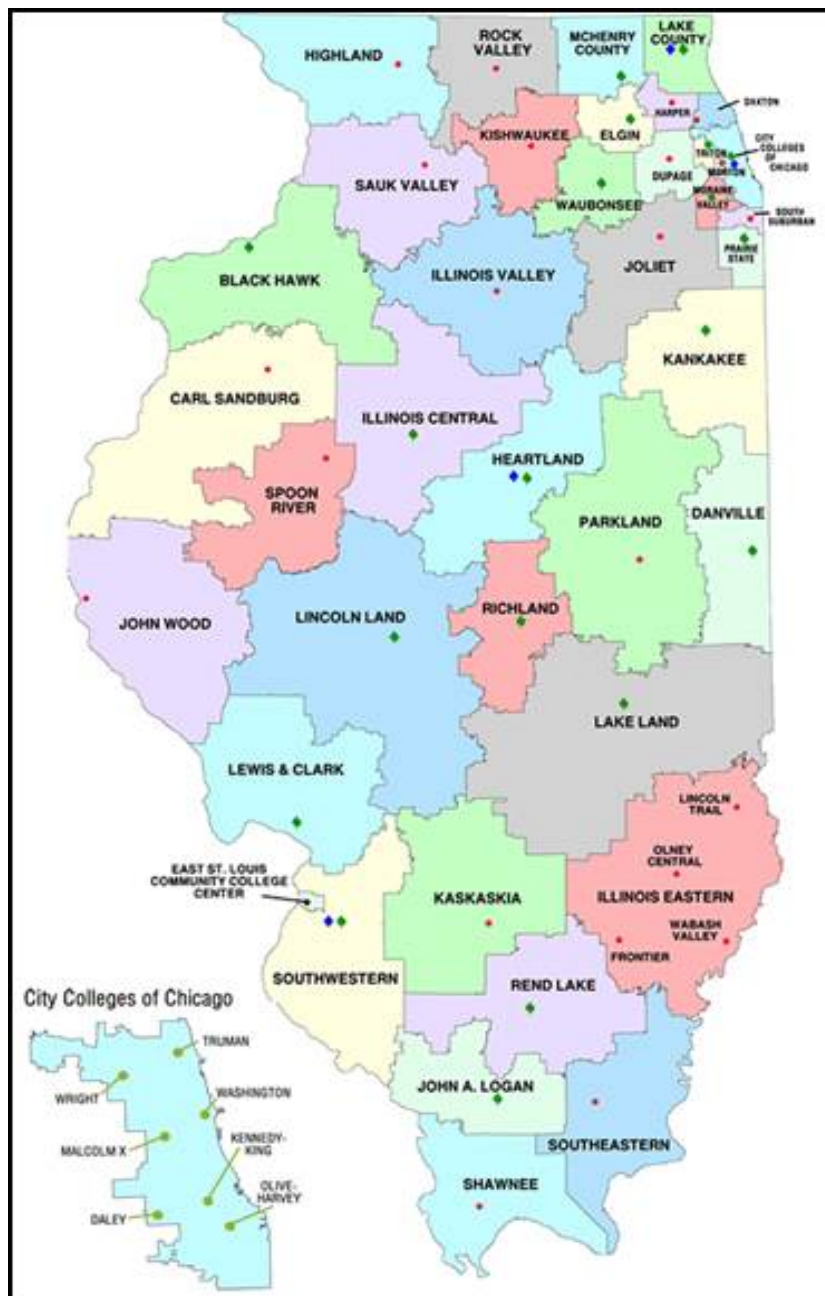 HIGHLAND
ROCK
VALLEY
MCHENRY
COUNTY
LAKE
COUNTY
OAKTON
HARPER
KISHWAUKEE
ELGIN
CITY
COLLEGES
OF
CHICAGO
TRITON
MORTON
DUPAGE
SAUK VALLEY
WAUBONSEE
MORAINE
VALLEY
SOUTH
SUBURBAN
PRAIRIE
STATE
BLACK HAWK
ILLINOIS VALLEY
JOLIET
KANKAKEE
CARL SANDBURG
ILLINOIS CENTRAL
HEARTLAND
SPOON
RIVER
PARKLAND
DANVILLE
JOHN WOOD
LINCOLN LAND
RICHLAND
LAKE LAND
LEWIS & CLARK
LINCOLN
TRAIL
OLNEY
CENTRAL
EAST ST. LOUIS
COMMUNITY COLLEGE
CENTER
KASKASKIA
ILLINOIS EASTERN
WABASH
VALLEY
FRONTIER
SOUTHWESTERN
REND LAKE
JOHN A. LOGAN
SOUTHEASTERN
SHAWNEE
City Colleges of Chicago
TRUMAN
WRIGHT
WASHINGTON
MALCOLM X
KENNEDY-
KING
OLIVE-
HARVEY
DALEY